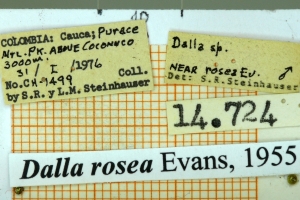 COLOMBIA: Cauca; Purace
NTL. PK. ABOVE COCONUCO
3000m.
31/ I /1976
No. CH-9499 Coll.
by S.R. y L.M. Steinhauser
Dalla sp.
NEAR rosea Ev. ♂
Det: S.R. Steinhauser
14.724
Dalla rosea Evans, 1955